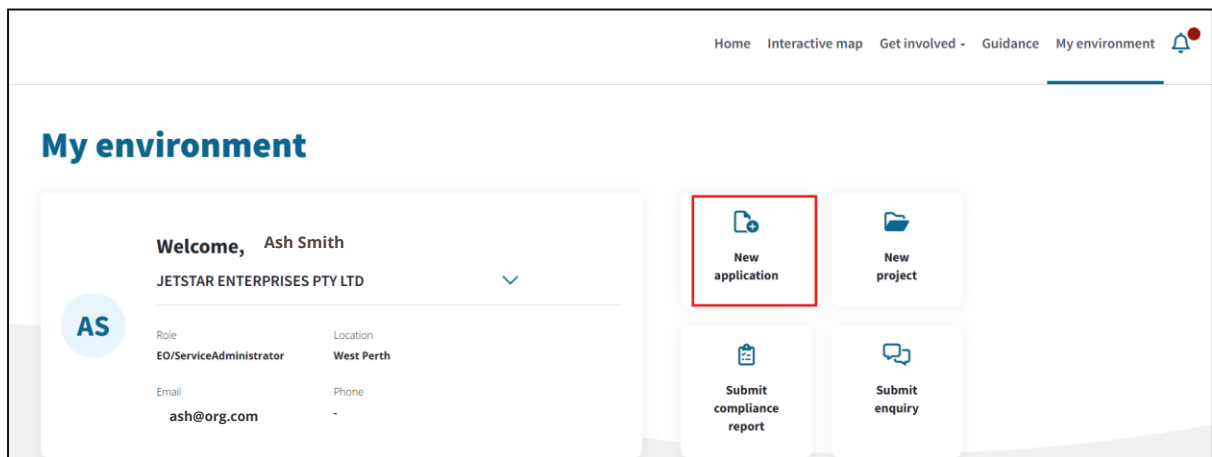 Home Interactive map Get involved - Guidance My environment
My environment
Welcome, Ash Smith
JETSTAR ENTERPRISES PTY LTD
AS
Role Location
EO/ServiceAdministrator West Perth
Email Phone
ash@org.com -
New
application
New
project
Submit
compliance
report
Submit
enquiry